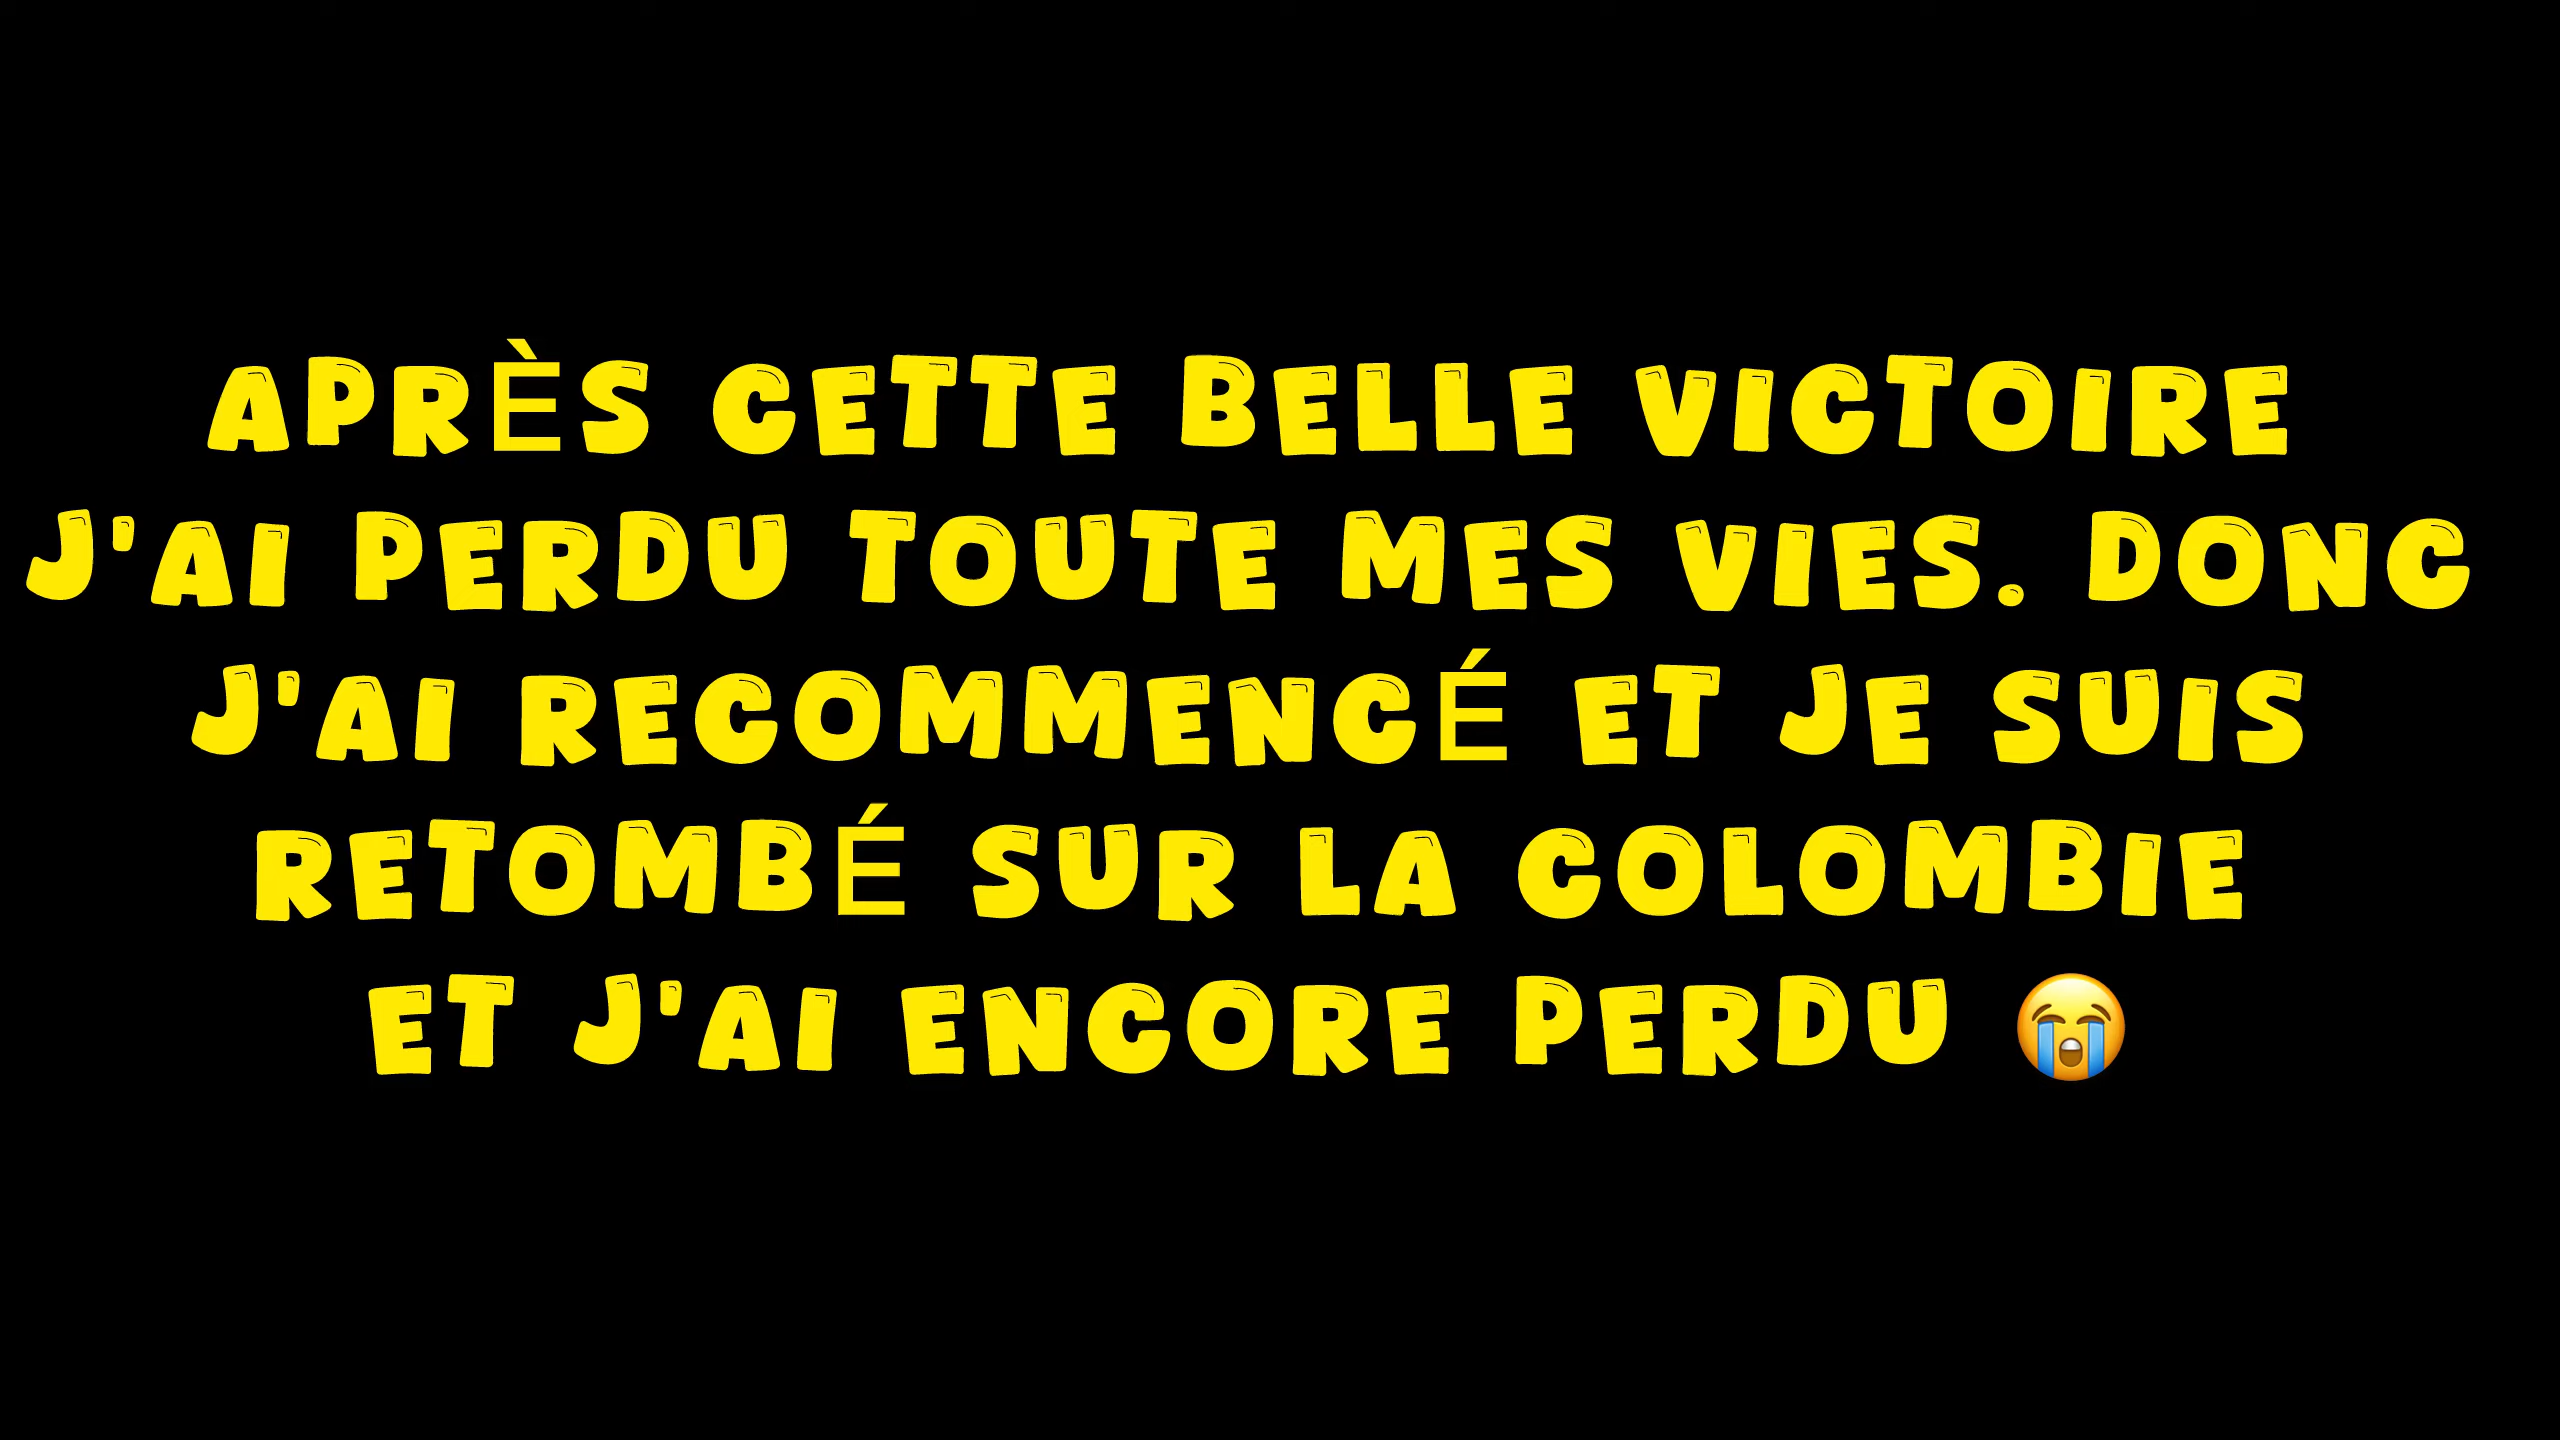 APRÈS CETTE BELLE VICTOIRE
J'AI PERDU TOUTE MES VIES. DONC
J'AI RECOMMENCÉ ET JE SUIS
RETOMBÉ SUR LA COLOMBIE
ET J'AI ENCORE PERDU 😭